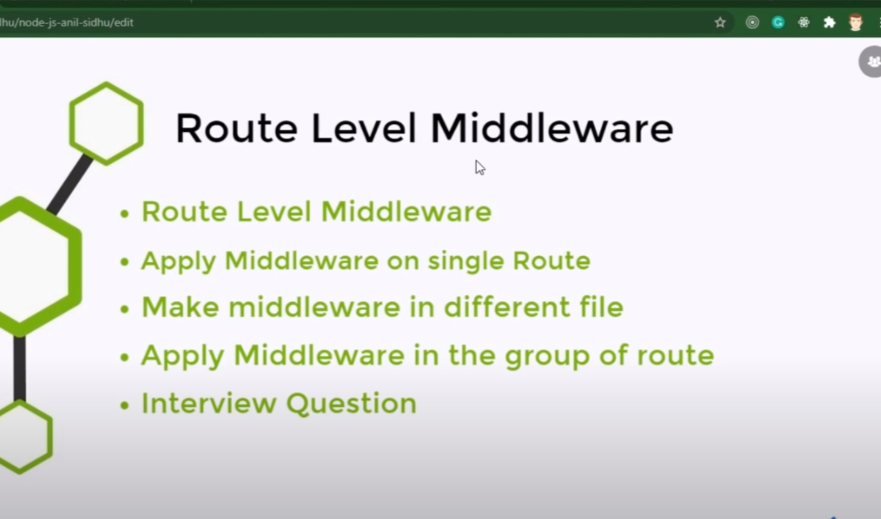 lhu/node-js-anil-sidhu/edit
Route Level Middleware
• Route Level Middleware
• Apply Middleware on single Route
• Make middleware in different file
• Apply Middleware in the group of route
• Interview Question